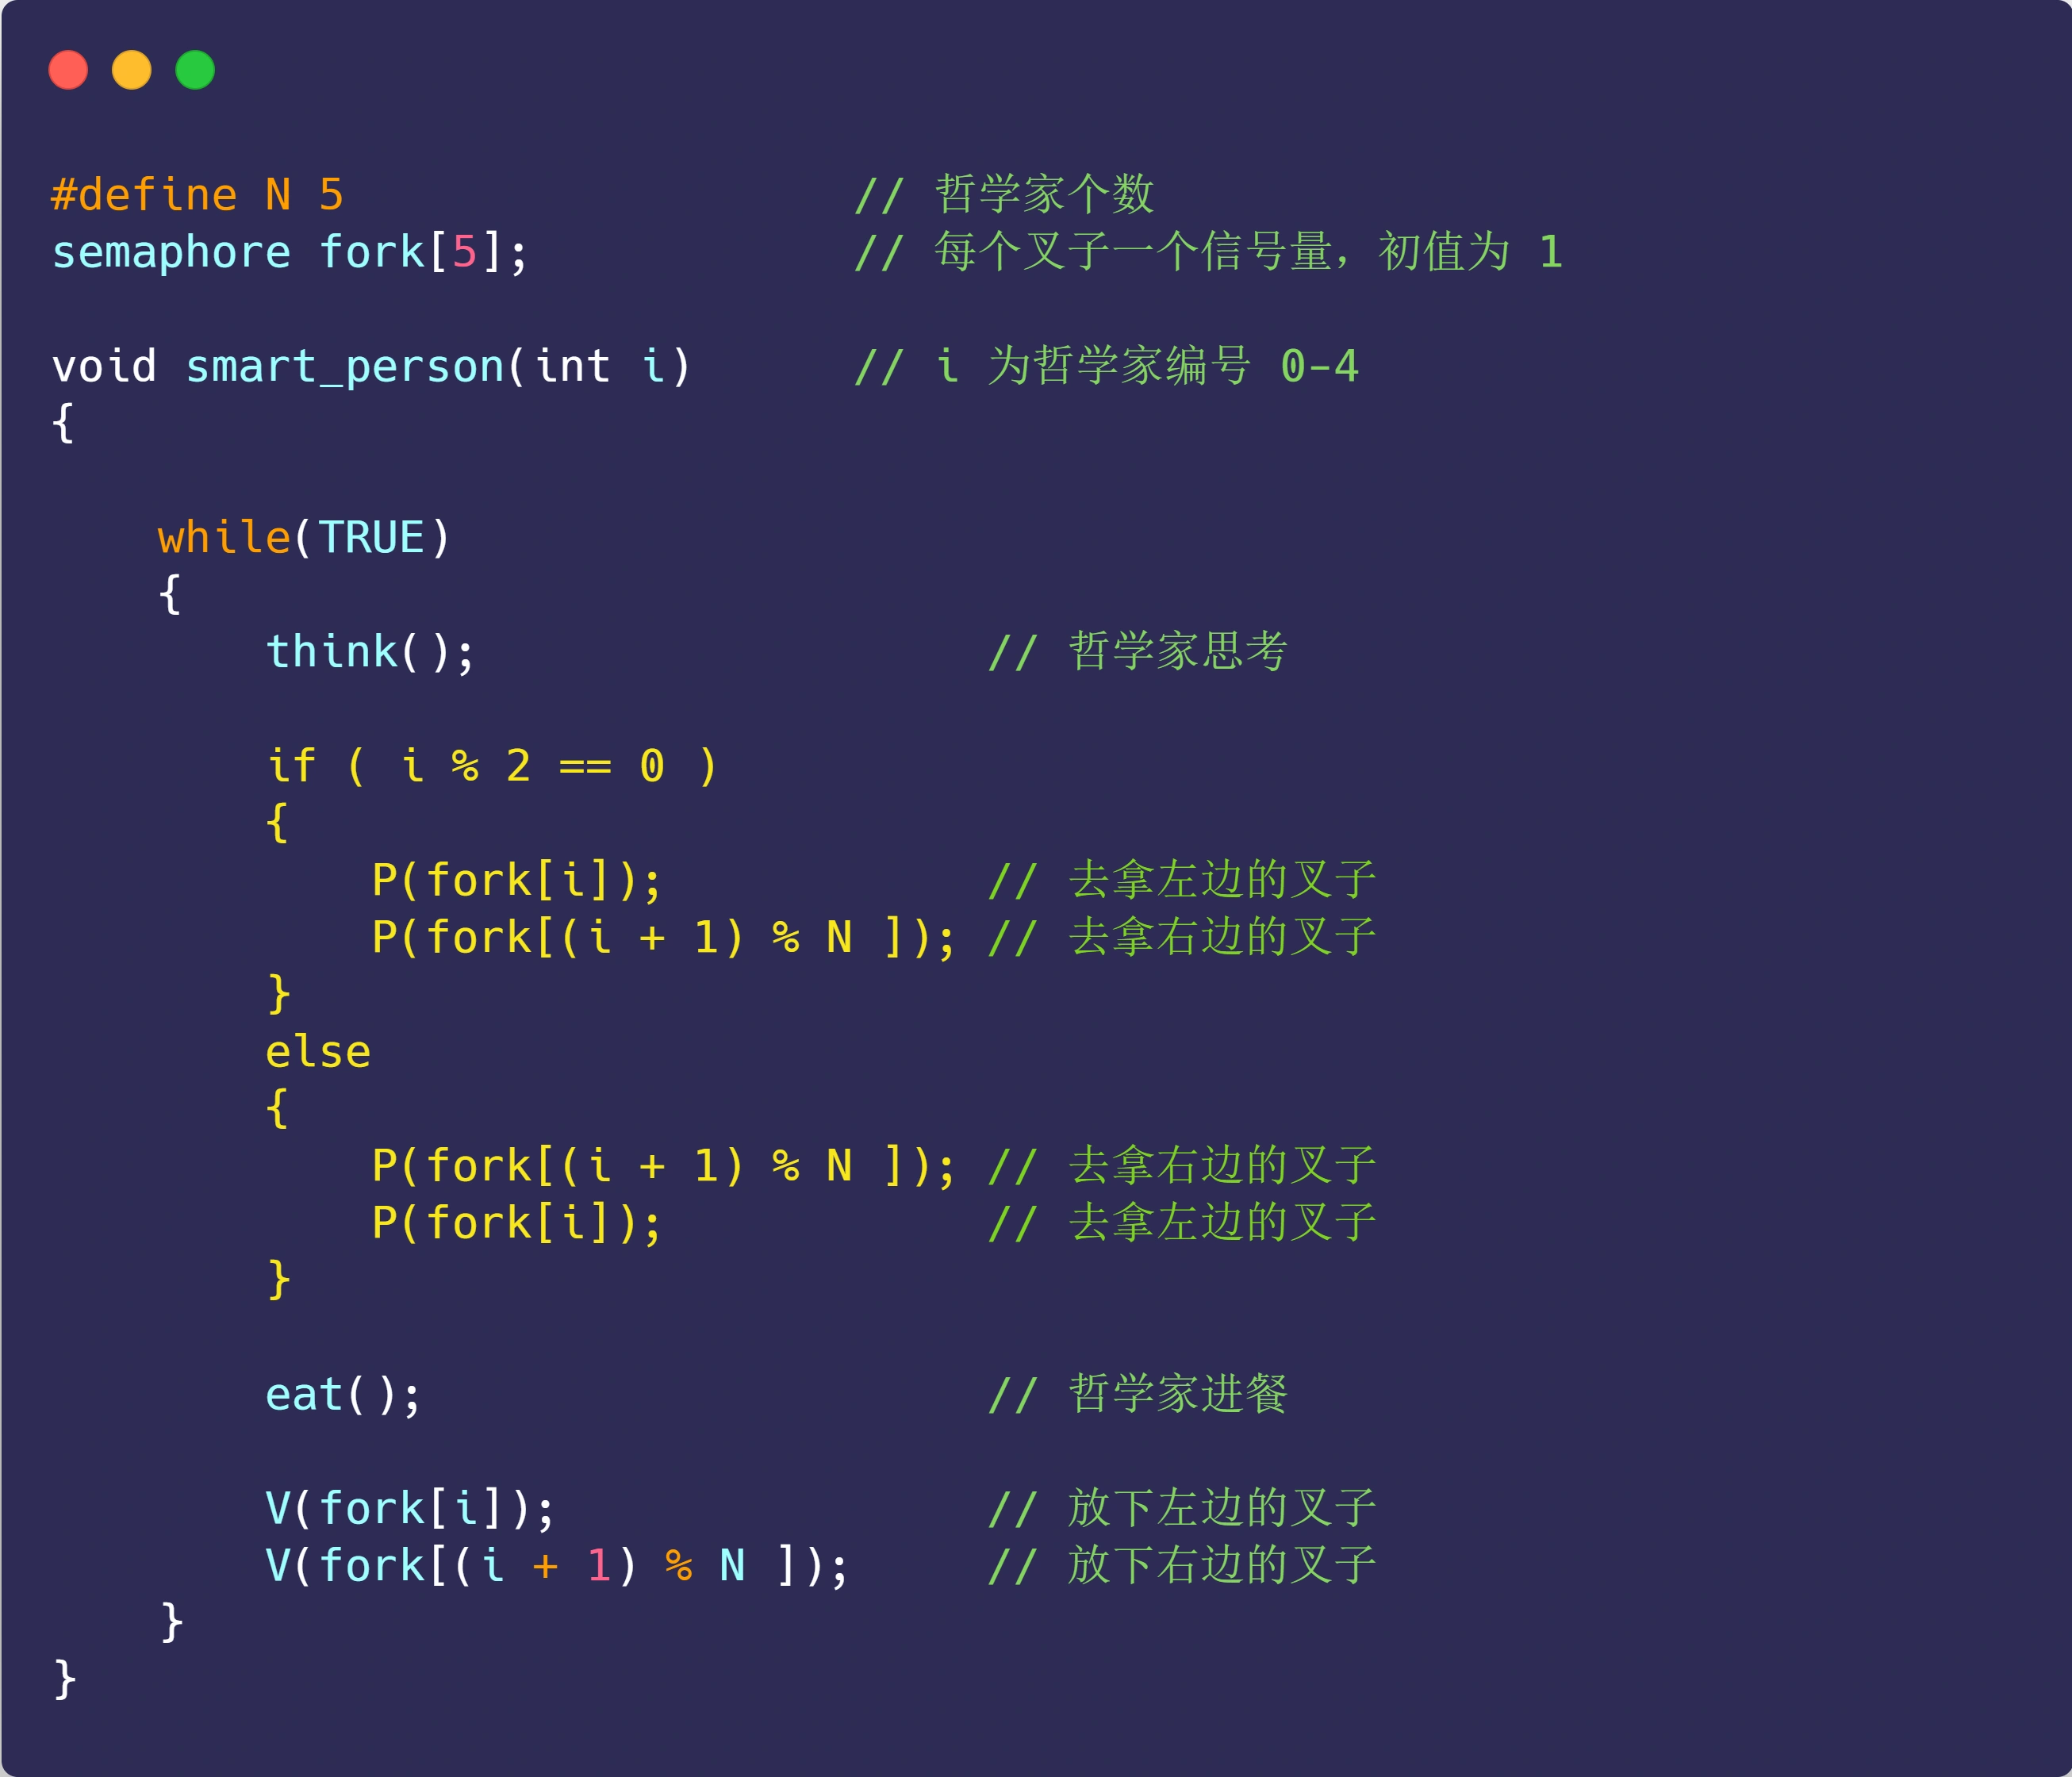 #define N 5                   // 哲学家个数
semaphore fork[5];            // 每个叉子一个信号量，初值为 1
void smart_person(int i)      // i 为哲学家编号 0-4
{
    while(TRUE)
    {
        think();                   // 哲学家思考
        if ( i % 2 == 0 )
        {
            P(fork[i]);            // 去拿左边的叉子
            P(fork[(i + 1) % N ]); // 去拿右边的叉子
        }
        else
        {
            P(fork[(i + 1) % N ]); // 去拿右边的叉子
            P(fork[i]);            // 去拿左边的叉子
        }
        eat();                     // 哲学家进餐
        V(fork[i]);                // 放下左边的叉子
        V(fork[(i + 1) % N ]);     // 放下右边的叉子
    }
}